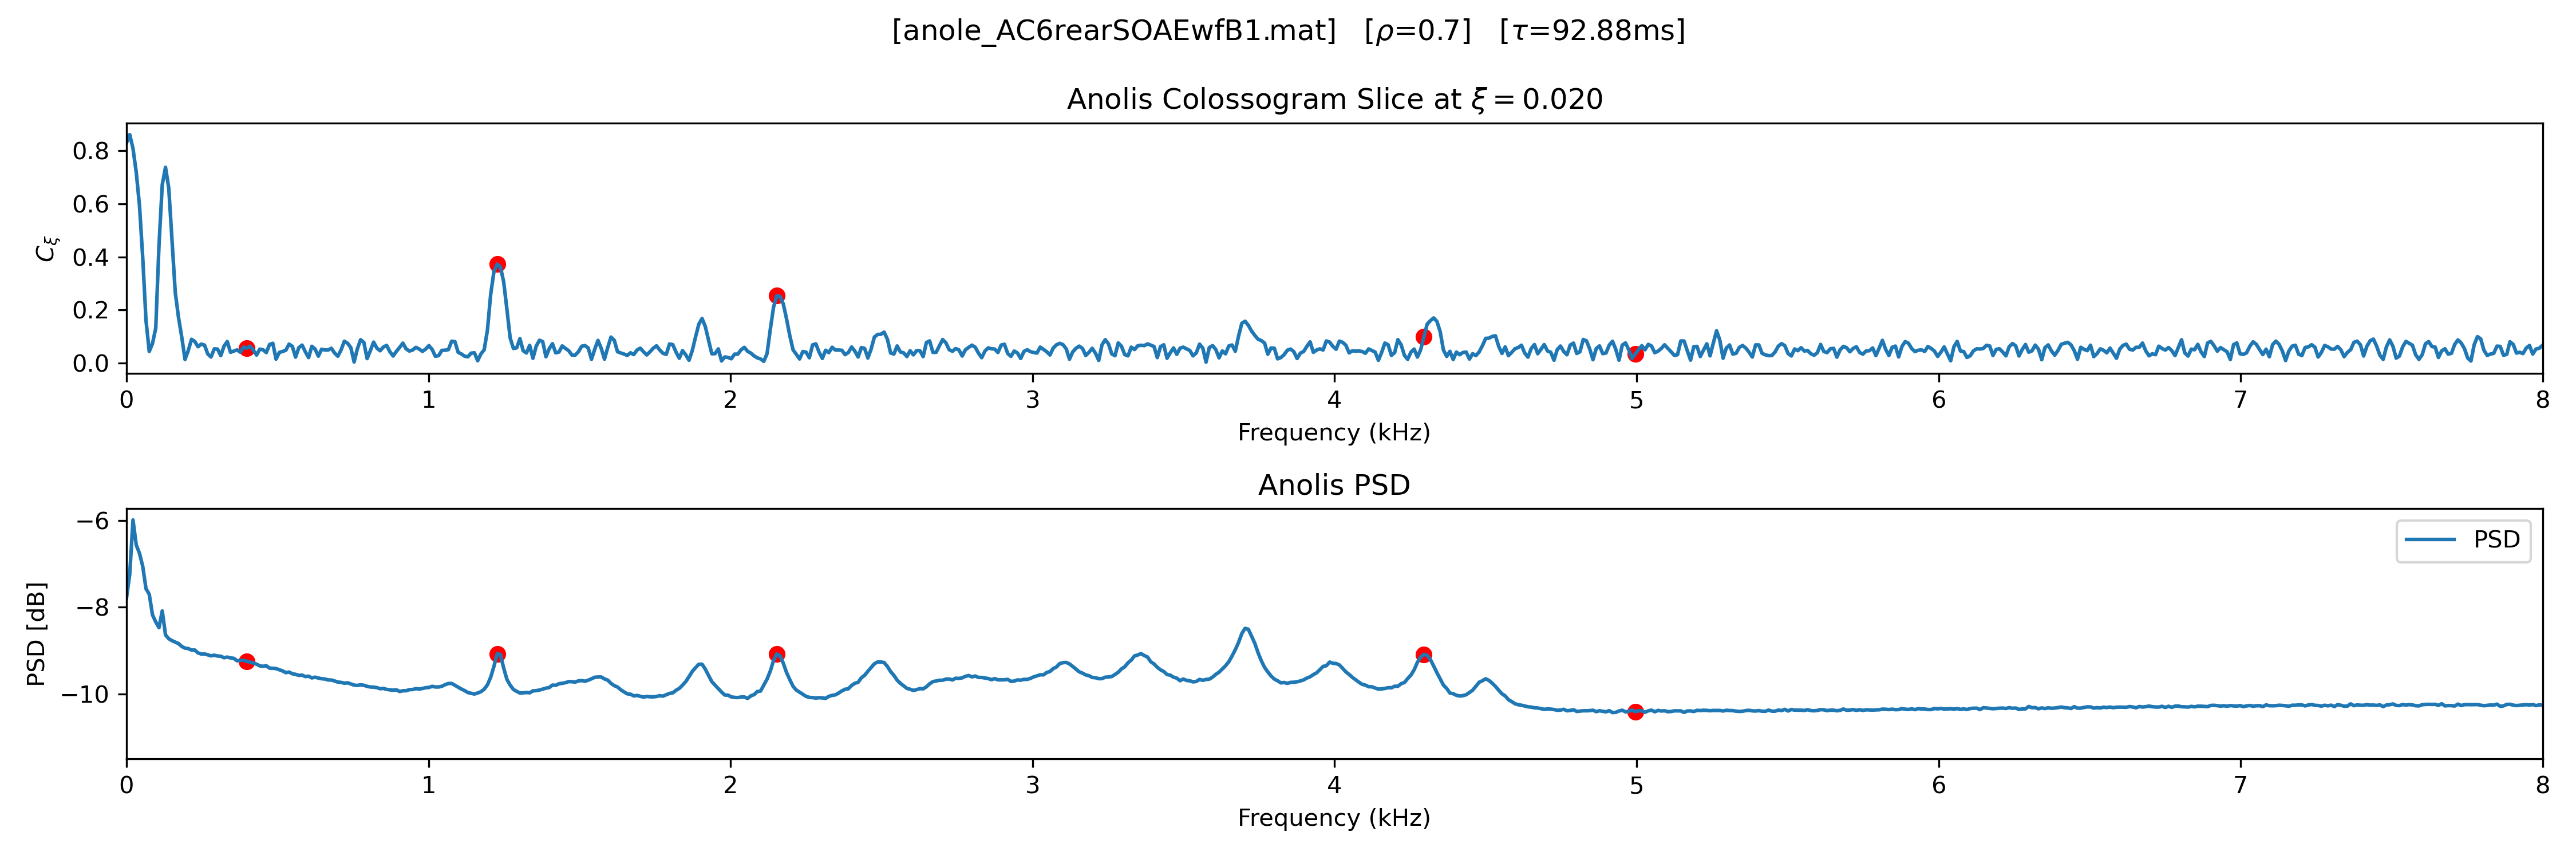 [anole_AC6rearSOAEwfB1.mat]   [ρ=0.7]   [τ=92.88ms]
Anolis Colossogram Slice at ξ = 0.020
0.8
0.6
0.4
0.2
0.0
C_ξ
0 1 2 3 4 5 6 7 8
Frequency (kHz)
Anolis PSD
−6
−8
−10
PSD [dB]
PSD
0 1 2 3 4 5 6 7 8
Frequency (kHz)